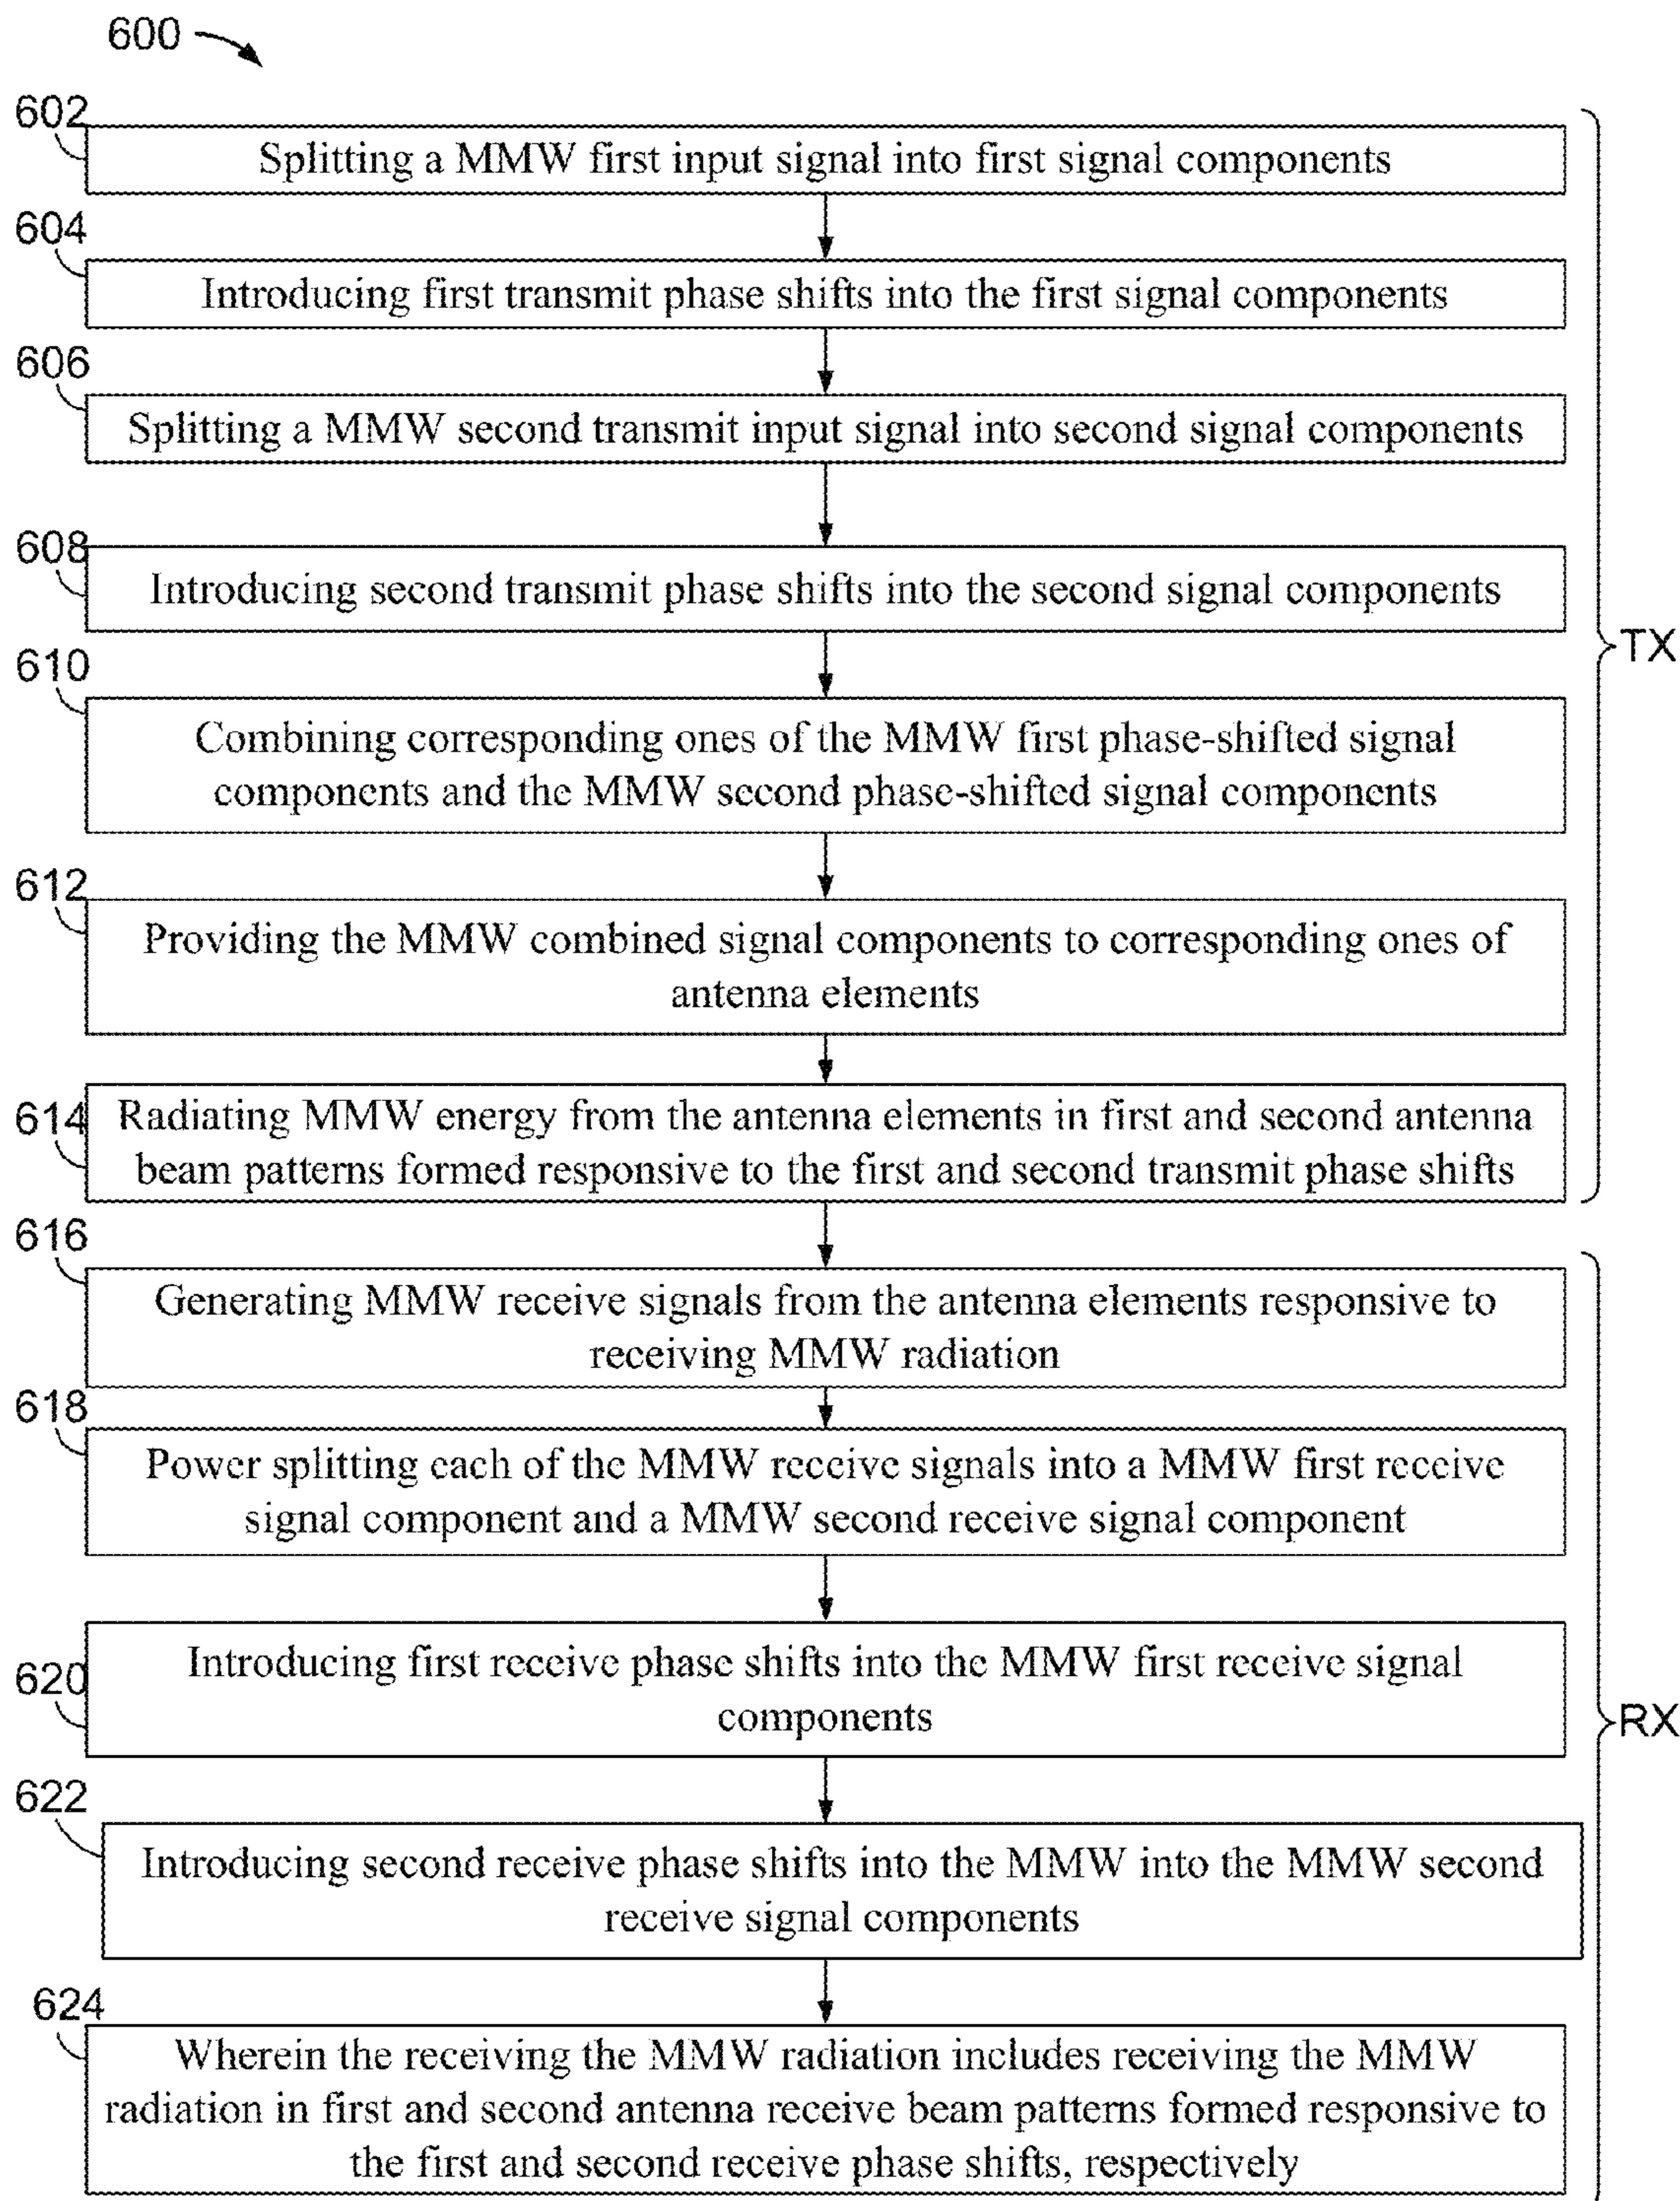 600
602
Splitting a MMW first input signal into first signal components
604
Introducing first transmit phase shifts into the first signal components
606
Splitting a MMW second transmit input signal into second signal components
608
Introducing second transmit phase shifts into the second signal components
TX
610
Combining corresponding ones of the MMW first phase-shifted signal
components and the MMW second phase-shifted signal components
612
Providing the MMW combined signal components to corresponding ones of
antenna elements
614
Radiating MMW energy from the antenna elements in first and second antenna
beam patterns formed responsive to the first and second transmit phase shifts
616
Generating MMW receive signals from the antenna elements responsive to
receiving MMW radiation
618
Power splitting each of the MMW receive signals into a MMW first receive
signal component and a MMW second receive signal component
620
Introducing first receive phase shifts into the MMW first receive signal
components
RX
622
Introducing second receive phase shifts into the MMW into the MMW second
receive signal components
624
Wherein the receiving the MMW radiation includes receiving the MMW
radiation in first and second antenna receive beam patterns formed responsive to
the first and second receive phase shifts, respectively